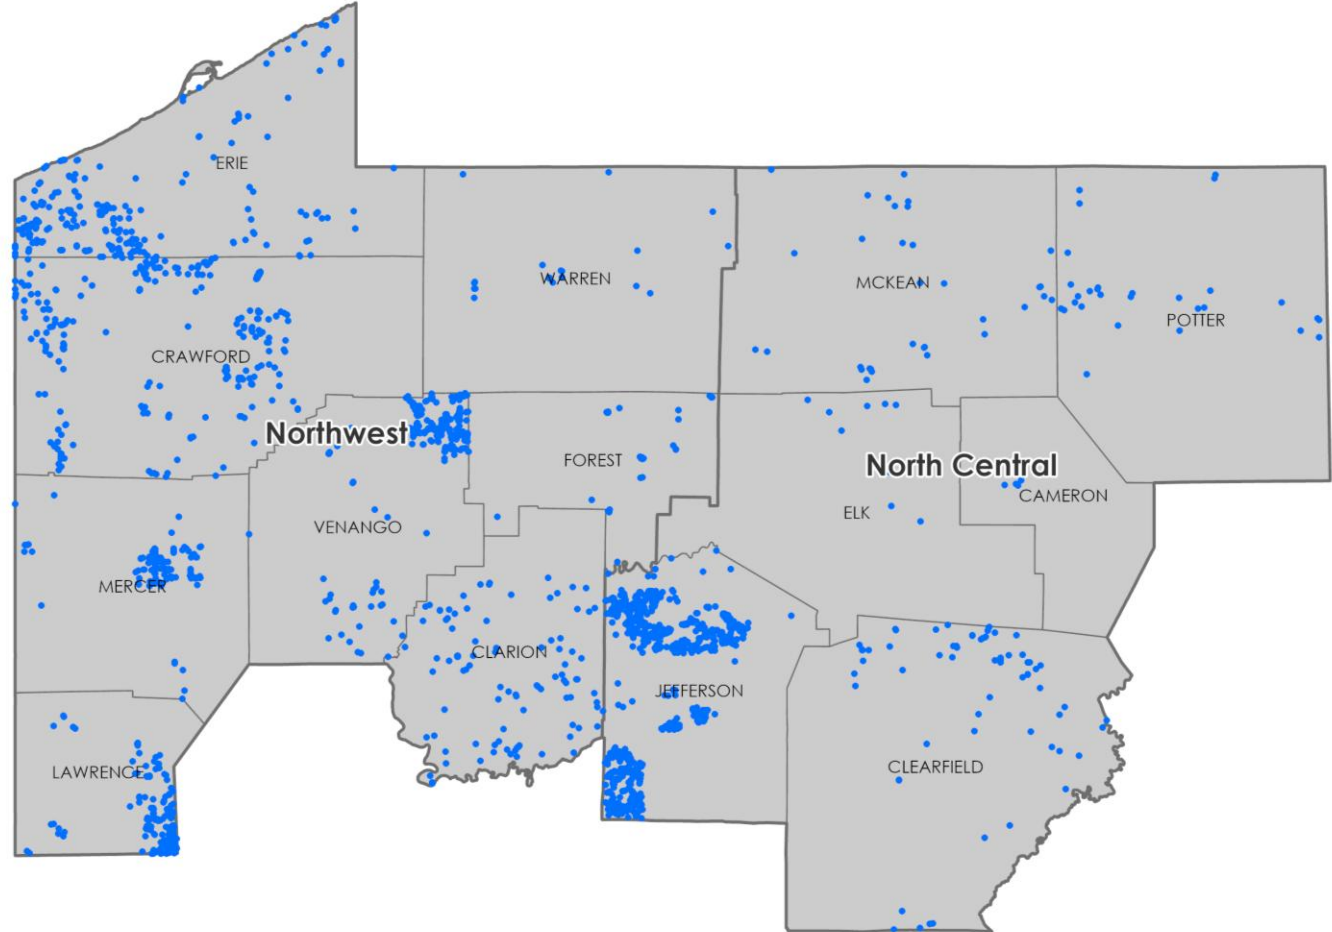 ERIE
WARREN
MCKEAN
POTTER
CRAWFORD
Northwest
FOREST
North Central
CAMERON
VENANGO
ELK
MERCER
CLARION
JEFFERSON
LAWRENCE
CLEARFIELD